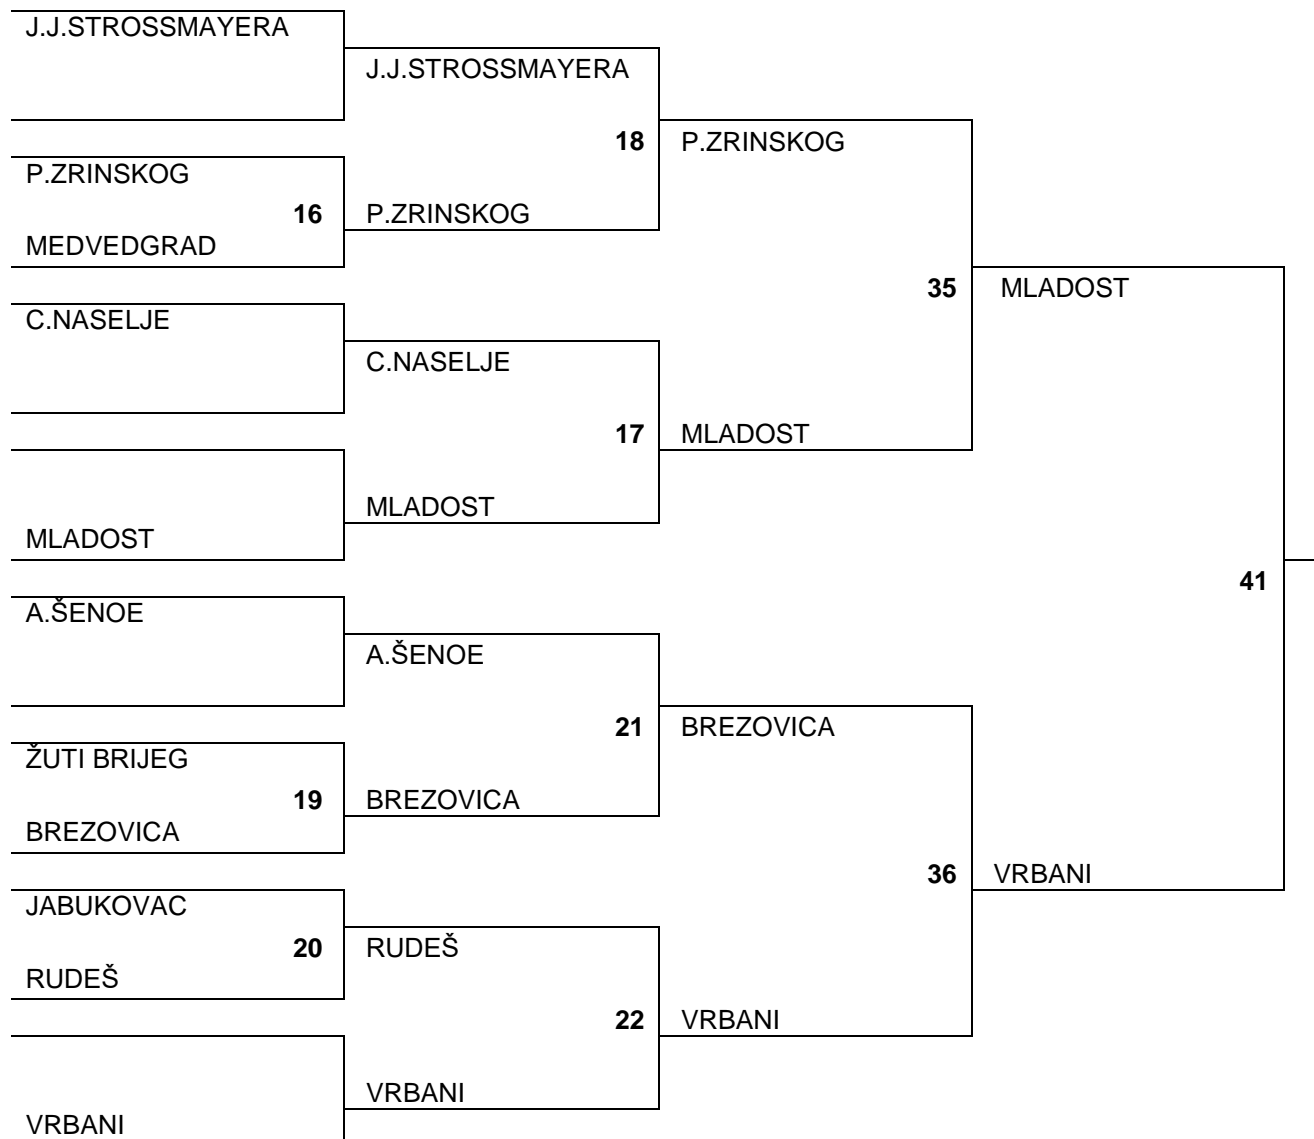 J.J.STROSSMAYERA
J.J.STROSSMAYERA
18 P.ZRINSKOG
P.ZRINSKOG
16 P.ZRINSKOG
MEDVEDGRAD
35 MLADOST
C.NASELJE
C.NASELJE
17 MLADOST
MLADOST
MLADOST
41
A.ŠENOE
A.ŠENOE
21 BREZOVICA
ŽUTI BRIJEG
19 BREZOVICA
BREZOVICA
36 VRBANI
JABUKOVAC
20 RUDEŠ
RUDEŠ
22 VRBANI
VRBANI
VRBANI